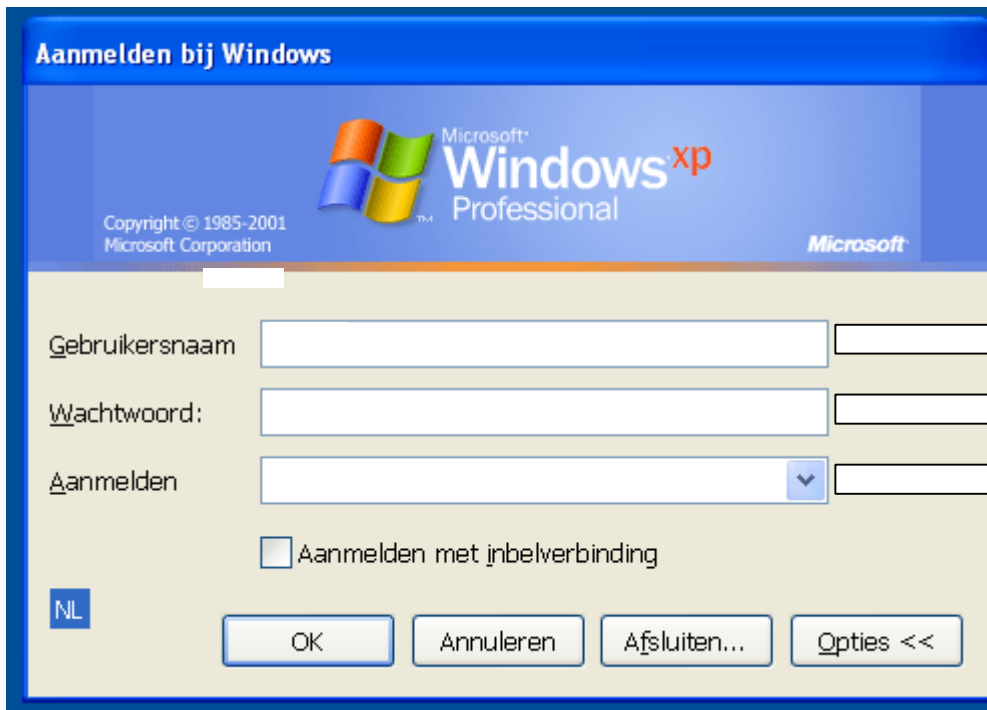 Aanmelden bij Windows
Microsoft®
Windows xp
Professional
TM
Copyright © 1985-2001
Microsoft Corporation
Microsoft®
Gebruikersnaam
Wachtwoord:
Aanmelden
Aanmelden met inbelverbinding
NL
OK Annuleren Afsluiten... Opties <<